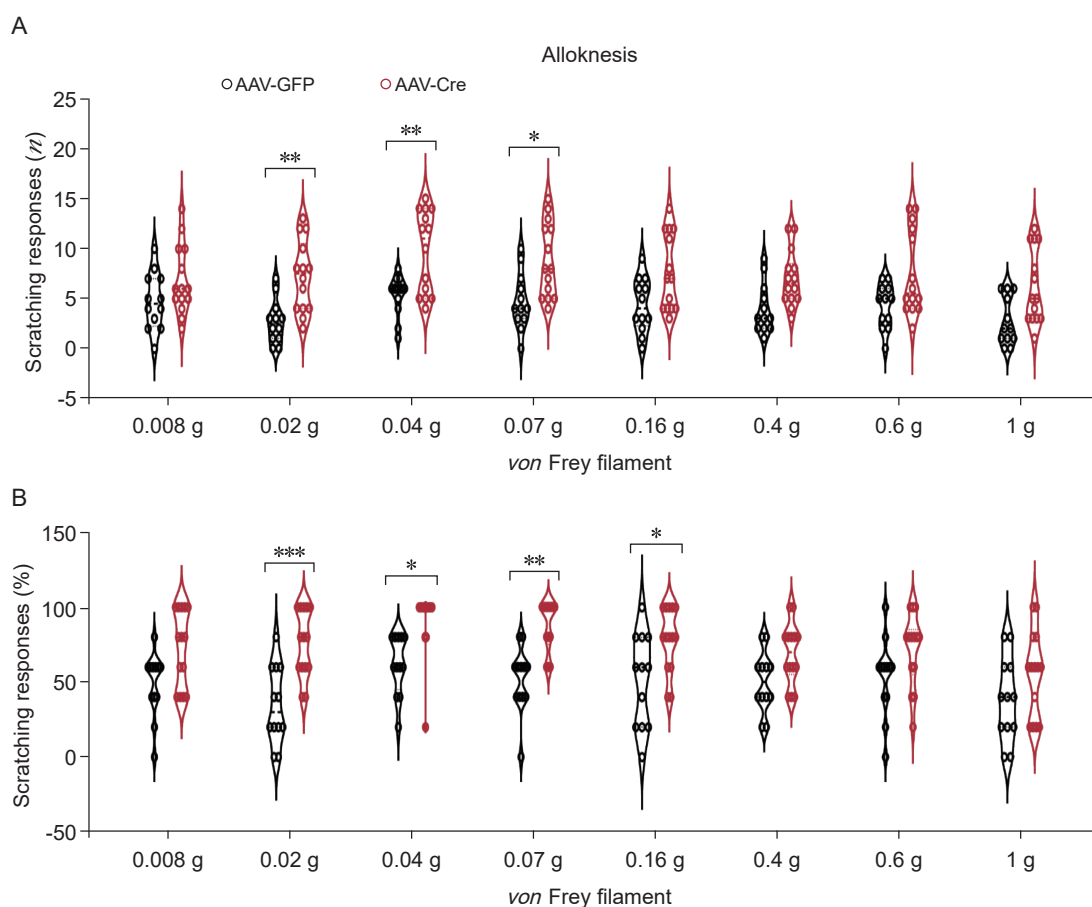 A
Alloknesis
AAV-GFP AAV-Cre
25
20
15
10
5
0
-5
Scratching responses (n)
** ** *
0.008 g 0.02 g 0.04 g 0.07 g 0.16 g 0.4 g 0.6 g 1 g
von Frey filament
B
150
100
50
0
-50
Scratching responses (%)
*** * ** *
0.008 g 0.02 g 0.04 g 0.07 g 0.16 g 0.4 g 0.6 g 1 g
von Frey filament